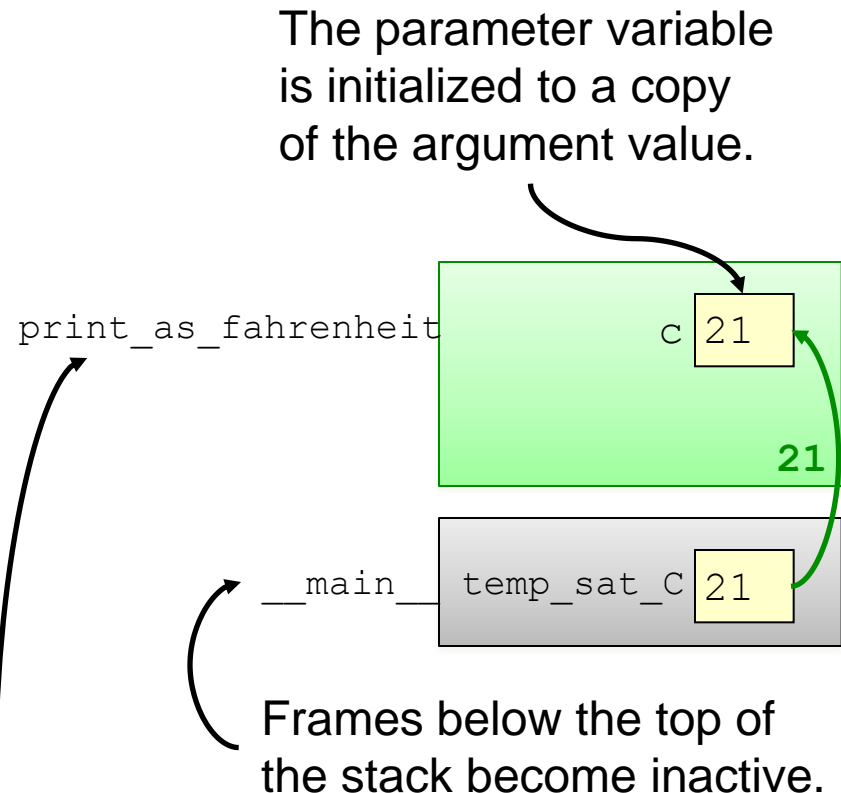 The parameter variable
is initialized to a copy
of the argument value.
print_as_fahrenheit c 21
21
__main__ temp_sat_C 21
Frames below the top of
the stack become inactive.